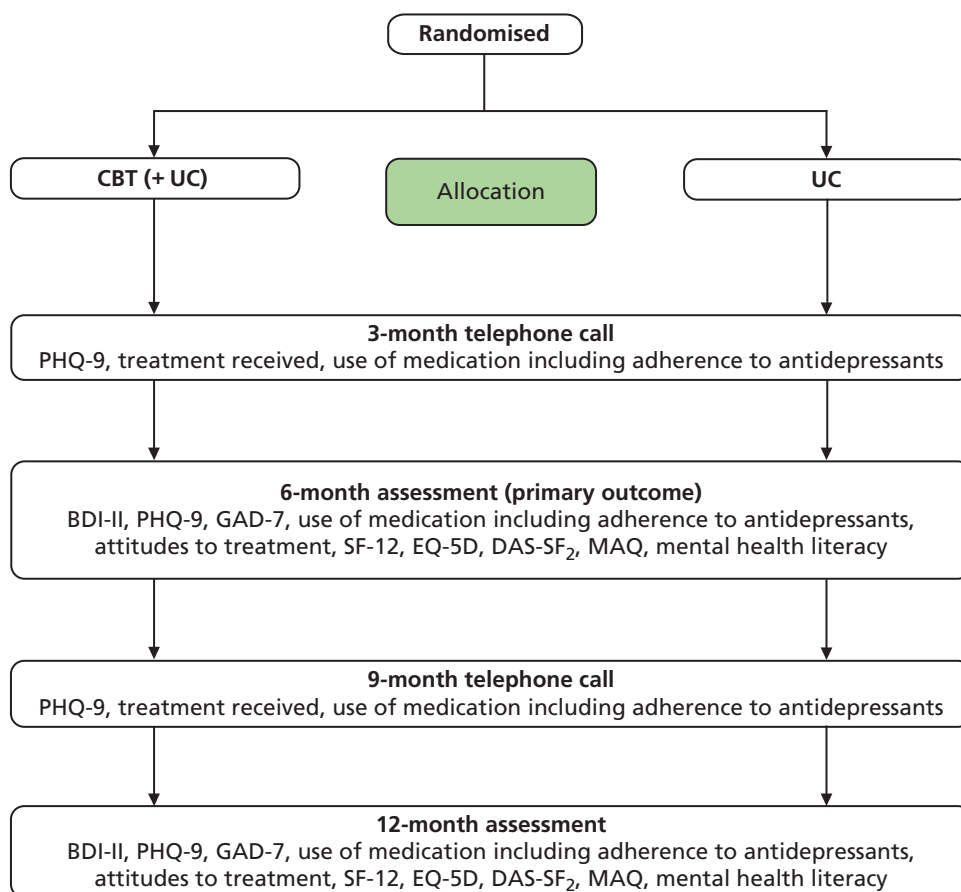 Randomised
CBT (+ UC)
Allocation
UC
3-month telephone call
PHQ-9, treatment received, use of medication including adherence to antidepressants
6-month assessment (primary outcome)
BDI-II, PHQ-9, GAD-7, use of medication including adherence to antidepressants,
attitudes to treatment, SF-12, EQ-5D, DAS-SF₂, MAQ, mental health literacy
9-month telephone call
PHQ-9, treatment received, use of medication including adherence to antidepressants
12-month assessment
BDI-II, PHQ-9, GAD-7, use of medication including adherence to antidepressants,
attitudes to treatment, SF-12, EQ-5D, DAS-SF₂, MAQ, mental health literacy